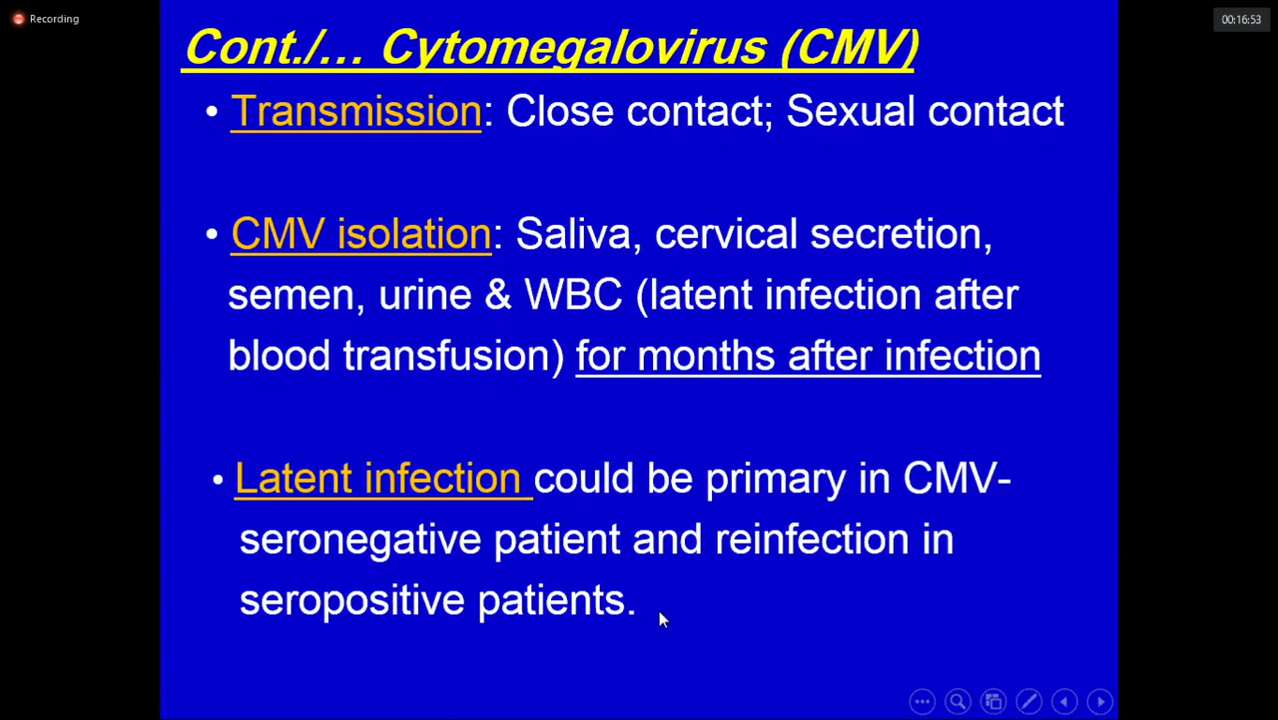 Recording
00:16:53
Cont./... Cytomegalovirus (CMV)
• Transmission: Close contact; Sexual contact
• CMV isolation: Saliva, cervical secretion,
semen, urine & WBC (latent infection after
blood transfusion) for months after infection
• Latent infection could be primary in CMV-
seronegative patient and reinfection in
seropositive patients.